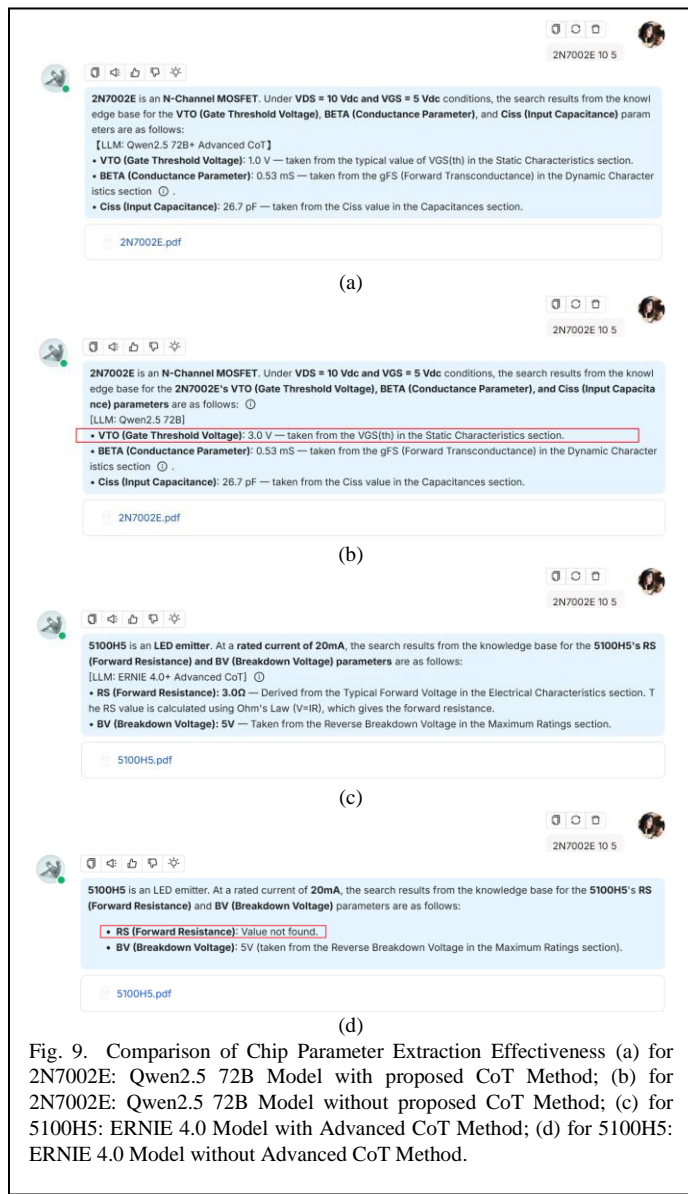 2N7002E 10 5
2N7002E is an N-Channel MOSFET. Under VDS = 10 Vdc and VGS = 5 Vdc conditions, the search results from the knowl
edge base for the VTO (Gate Threshold Voltage), BETA (Conductance Parameter), and Ciss (Input Capacitance) param
eters are as follows:
【LLM: Qwen2.5 72B+ Advanced CoT】
• VTO (Gate Threshold Voltage): 1.0 V — taken from the typical value of VGS(th) in the Static Characteristics section.
• BETA (Conductance Parameter): 0.53 mS — taken from the gFS (Forward Transconductance) in the Dynamic Character
istics section ⓘ .
• Ciss (Input Capacitance): 26.7 pF — taken from the Ciss value in the Capacitances section.
2N7002E.pdf
(a)
2N7002E 10 5
2N7002E is an N-Channel MOSFET. Under VDS = 10 Vdc and VGS = 5 Vdc conditions, the search results from the knowl
edge base for the 2N7002E's VTO (Gate Threshold Voltage), BETA (Conductance Parameter), and Ciss (Input Capacita
nce) parameters are as follows: ⓘ
[LLM: Qwen2.5 72B]
• VTO (Gate Threshold Voltage): 3.0 V — taken from the VGS(th) in the Static Characteristics section.
• BETA (Conductance Parameter): 0.53 mS — taken from the gFS (Forward Transconductance) in the Dynamic Character
istics section ⓘ .
• Ciss (Input Capacitance): 26.7 pF — taken from the Ciss value in the Capacitances section.
2N7002E.pdf
(b)
2N7002E 10 5
5100H5 is an LED emitter. At a rated current of 20mA, the search results from the knowledge base for the 5100H5's RS
(Forward Resistance) and BV (Breakdown Voltage) parameters are as follows:
[LLM: ERNIE 4.0+ Advanced CoT] ⓘ
• RS (Forward Resistance): 3.0Ω — Derived from the Typical Forward Voltage in the Electrical Characteristics section. T
he RS value is calculated using Ohm's Law (V=IR), which gives the forward resistance.
• BV (Breakdown Voltage): 5V — Taken from the Reverse Breakdown Voltage in the Maximum Ratings section.
5100H5.pdf
(c)
2N7002E 10 5
5100H5 is an LED emitter. At a rated current of 20mA, the search results from the knowledge base for the 5100H5's RS
(Forward Resistance) and BV (Breakdown Voltage) parameters are as follows:
• RS (Forward Resistance): Value not found.
• BV (Breakdown Voltage): 5V (taken from the Reverse Breakdown Voltage in the Maximum Ratings section).
5100H5.pdf
(d)
Fig. 9. Comparison of Chip Parameter Extraction Effectiveness (a) for
2N7002E: Qwen2.5 72B Model with proposed CoT Method; (b) for
2N7002E: Qwen2.5 72B Model without proposed CoT Method; (c) for
5100H5: ERNIE 4.0 Model with Advanced CoT Method; (d) for 5100H5:
ERNIE 4.0 Model without Advanced CoT Method.